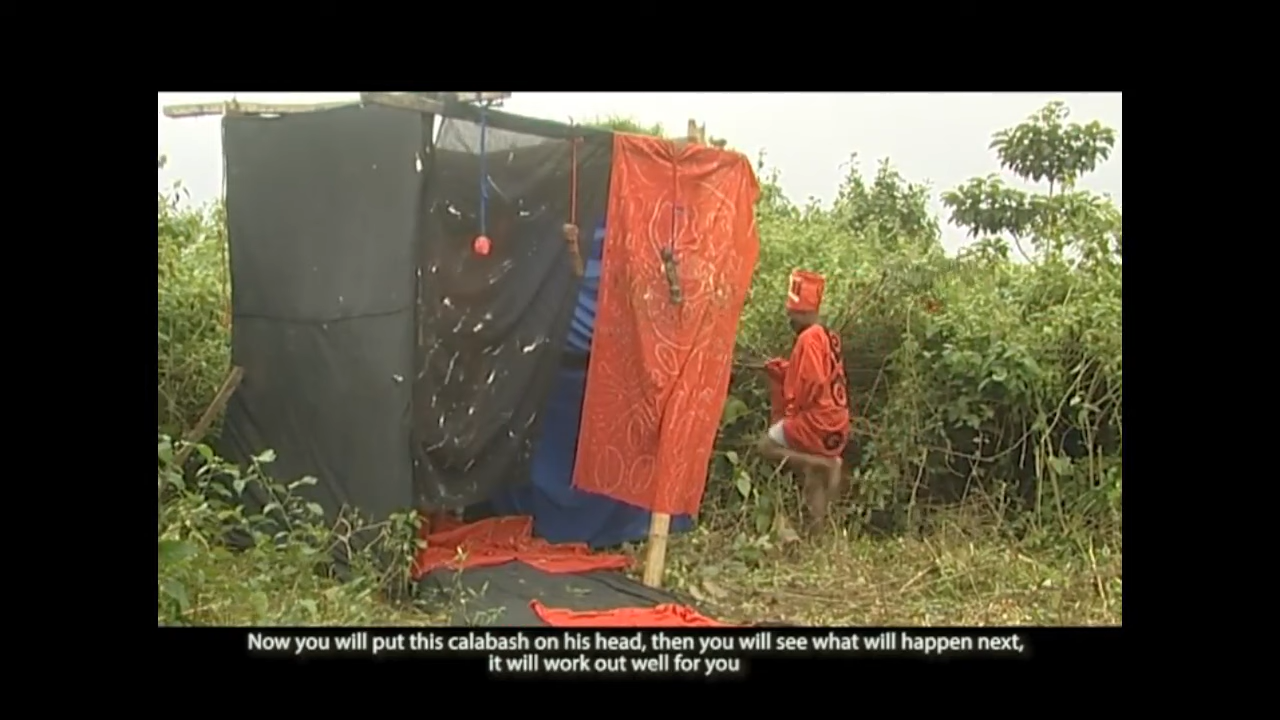 Now you will put this calabash on his head, then you will see what will happen next,
it will work out well for you